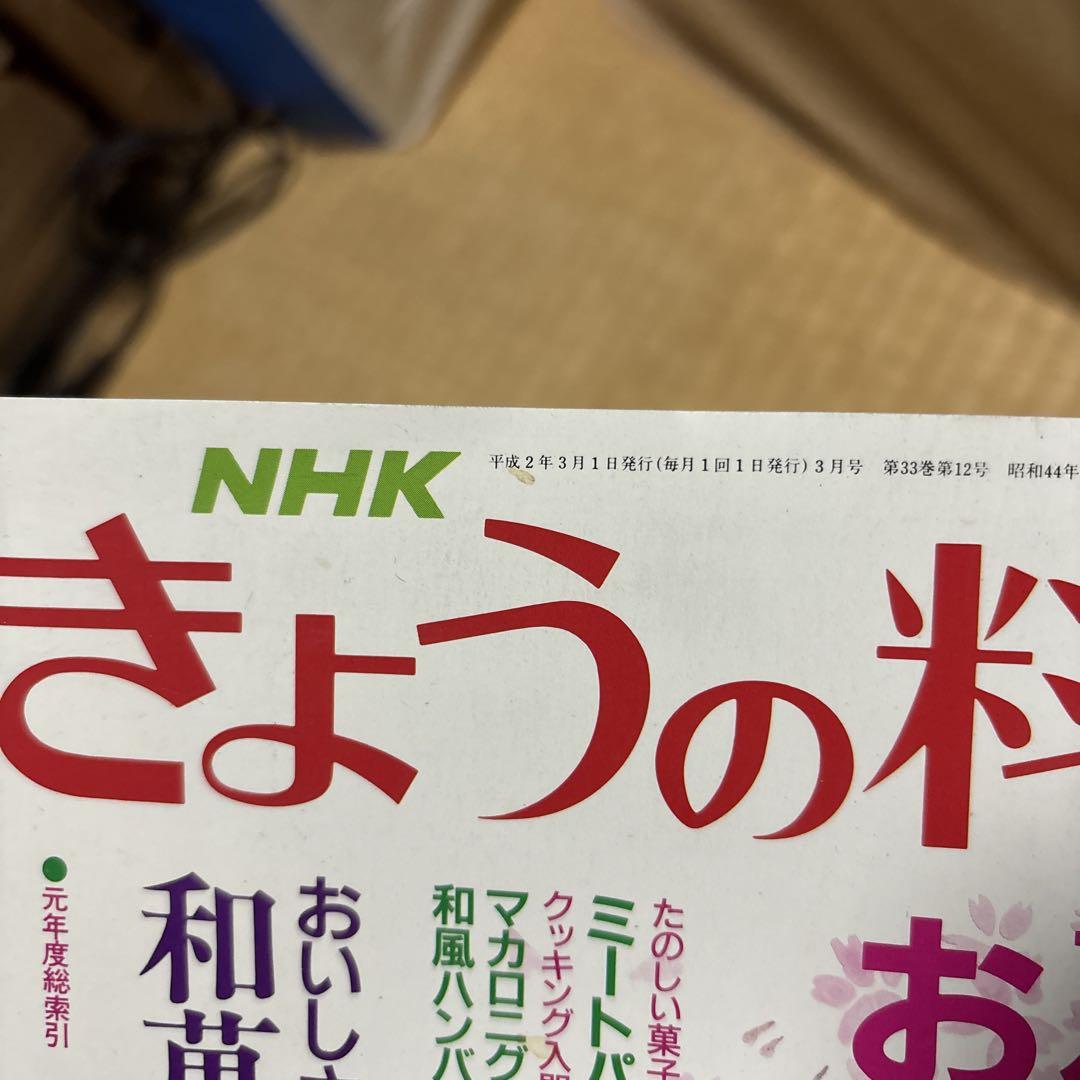 NHK
平成2年3月1日発行(毎月1回1日発行)3月号 第33巻第12号 昭和44年
きょうの料
お
たのしい菓子
ミートパ
クッキング入門
マカロニグ
和風ハンバ
おいし
和菓
●元年度総索引